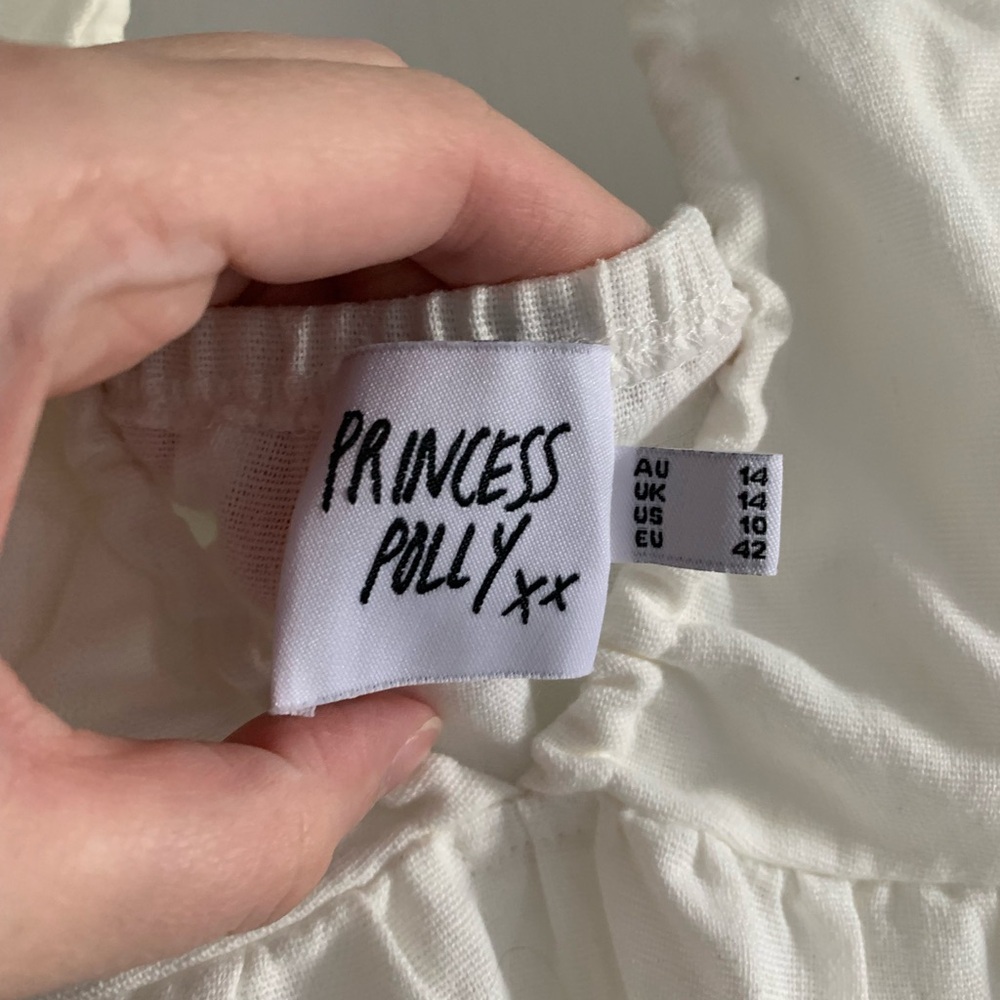 PRINCESS
POLLY xx
AU 14
UK 14
US 10
EU 42